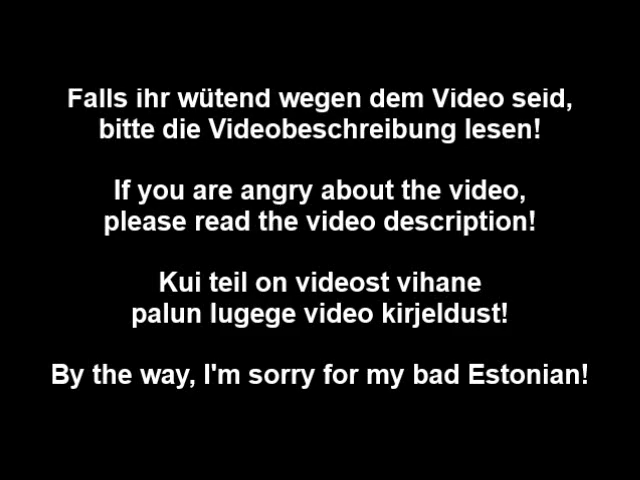 Falls ihr wütend wegen dem Video seid,
bitte die Videobeschreibung lesen!
If you are angry about the video,
please read the video description!
Kui teil on videost vihane
palun lugege video kirjeldust!
By the way, I'm sorry for my bad Estonian!